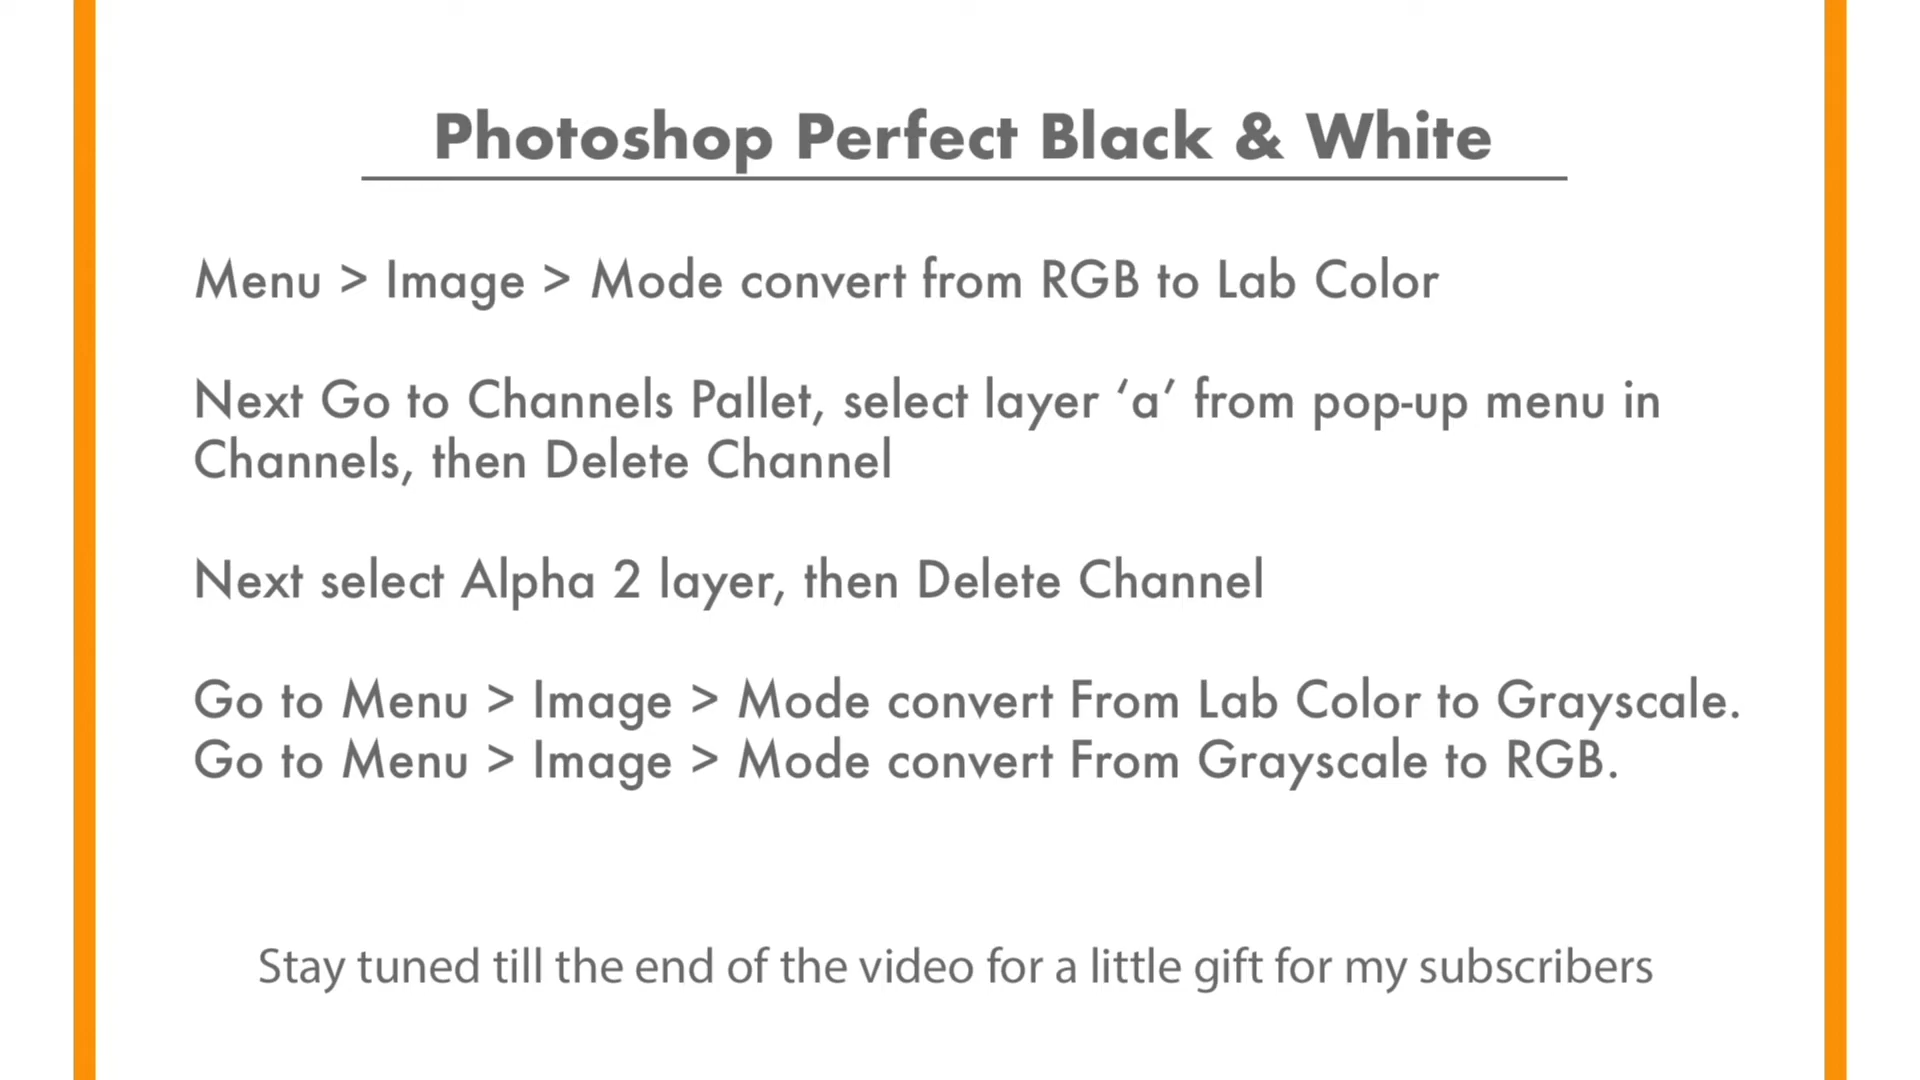 Photoshop Perfect Black & White
Menu > Image > Mode convert from RGB to Lab Color
Next Go to Channels Pallet, select layer ‘a’ from pop-up menu in
Channels, then Delete Channel
Next select Alpha 2 layer, then Delete Channel
Go to Menu > Image > Mode convert From Lab Color to Grayscale.
Go to Menu > Image > Mode convert From Grayscale to RGB.
Stay tuned till the end of the video for a little gift for my subscribers